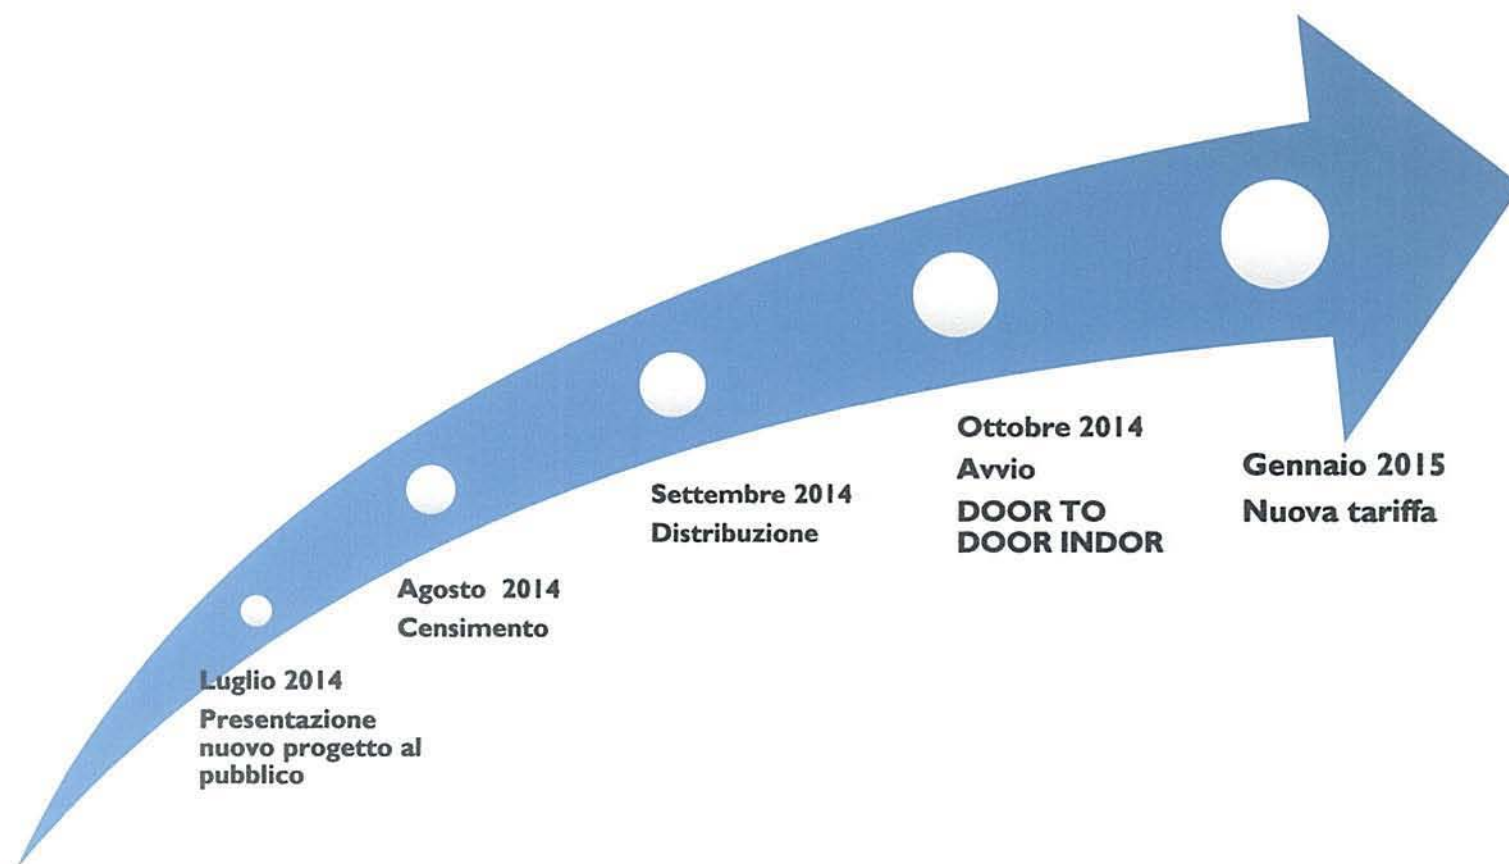 Luglio 2014
Presentazione
nuovo progetto al
pubblico
Agosto 2014
Censimento
Settembre 2014
Distribuzione
Ottobre 2014
Avvio
DOOR TO
DOOR INDOR
Gennaio 2015
Nuova tariffa